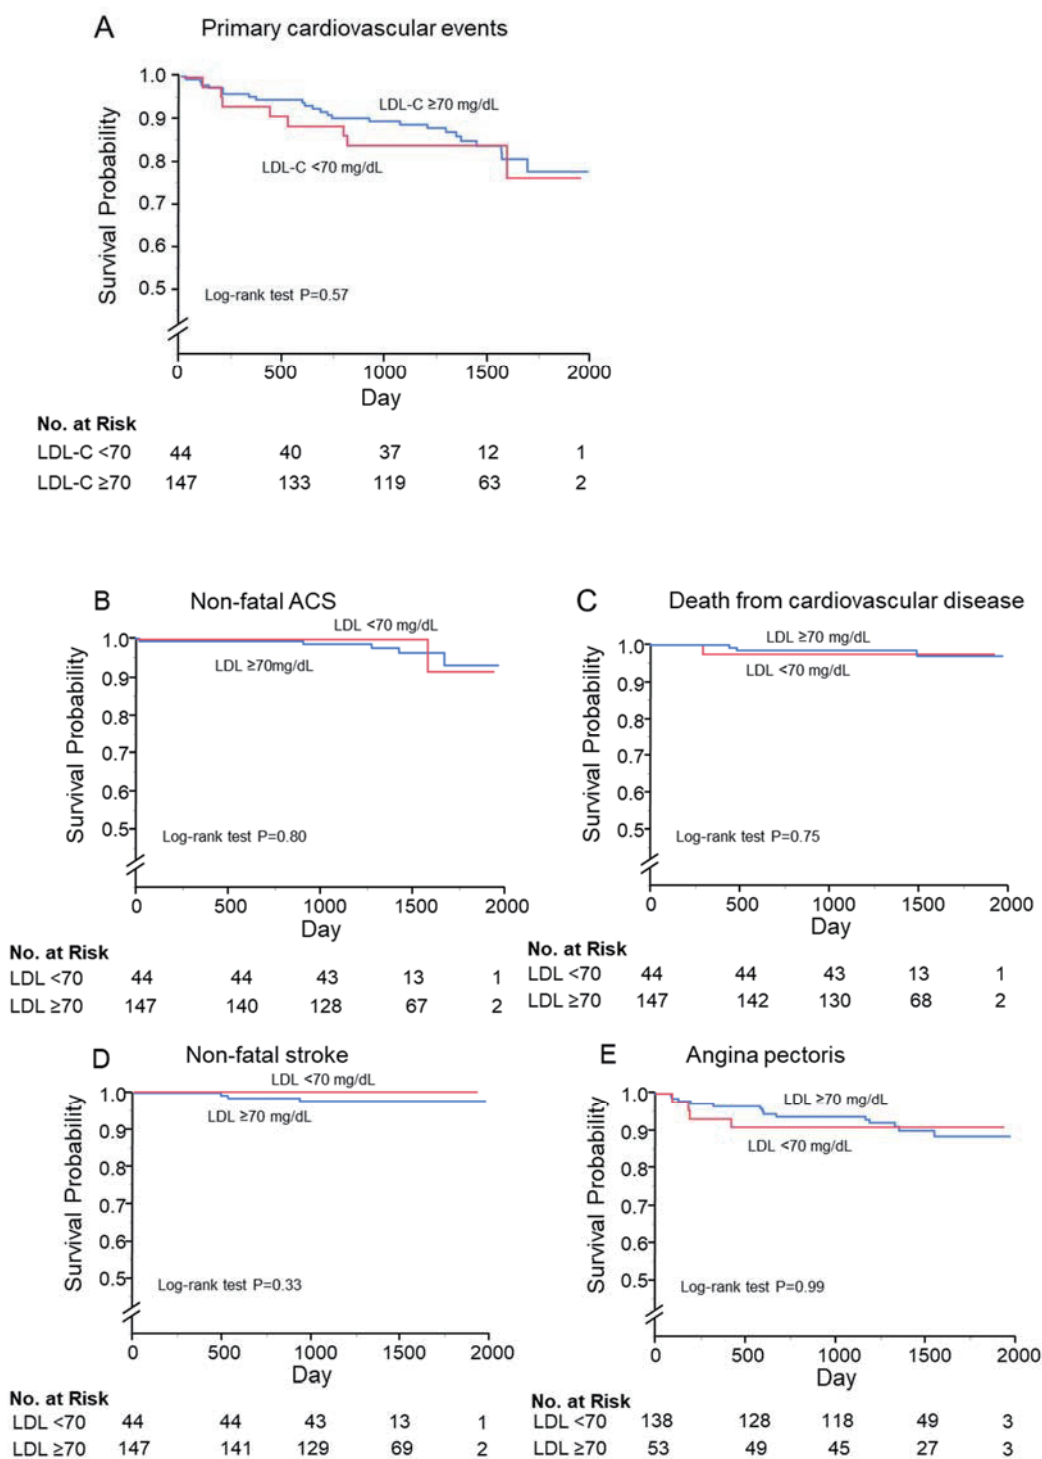 A Primary cardiovascular events
1.0
0.9
0.8
0.7
0.6
0.5
Survival Probability
LDL-C ≥70 mg/dL
LDL-C <70 mg/dL
Log-rank test P=0.57
0 500 1000 1500 2000
Day
No. at Risk
LDL-C <70 44 40 37 12 1
LDL-C ≥70 147 133 119 63 2
B Non-fatal ACS
1.0
0.9
0.8
0.7
0.6
0.5
Survival Probability
LDL <70 mg/dL
LDL ≥70mg/dL
Log-rank test P=0.80
0 500 1000 1500 2000
Day
No. at Risk
LDL <70 44 44 43 13 1
LDL ≥70 147 140 128 67 2
C Death from cardiovascular disease
1.0
0.9
0.8
0.7
0.6
0.5
Survival Probability
LDL ≥70 mg/dL
LDL <70 mg/dL
Log-rank test P=0.75
0 500 1000 1500 2000
Day
No. at Risk
LDL <70 44 44 43 13 1
LDL ≥70 147 142 130 68 2
D Non-fatal stroke
1.0
0.9
0.8
0.7
0.6
0.5
Survival Probability
LDL <70 mg/dL
LDL ≥70 mg/dL
Log-rank test P=0.33
0 500 1000 1500 2000
Day
No. at Risk
LDL <70 44 44 43 13 1
LDL ≥70 147 141 129 69 2
E Angina pectoris
1.0
0.9
0.8
0.7
0.6
0.5
Survival Probability
LDL ≥70 mg/dL
LDL <70 mg/dL
Log-rank test P=0.99
0 500 1000 1500 2000
Day
No. at Risk
LDL <70 138 128 118 49 3
LDL ≥70 53 49 45 27 3